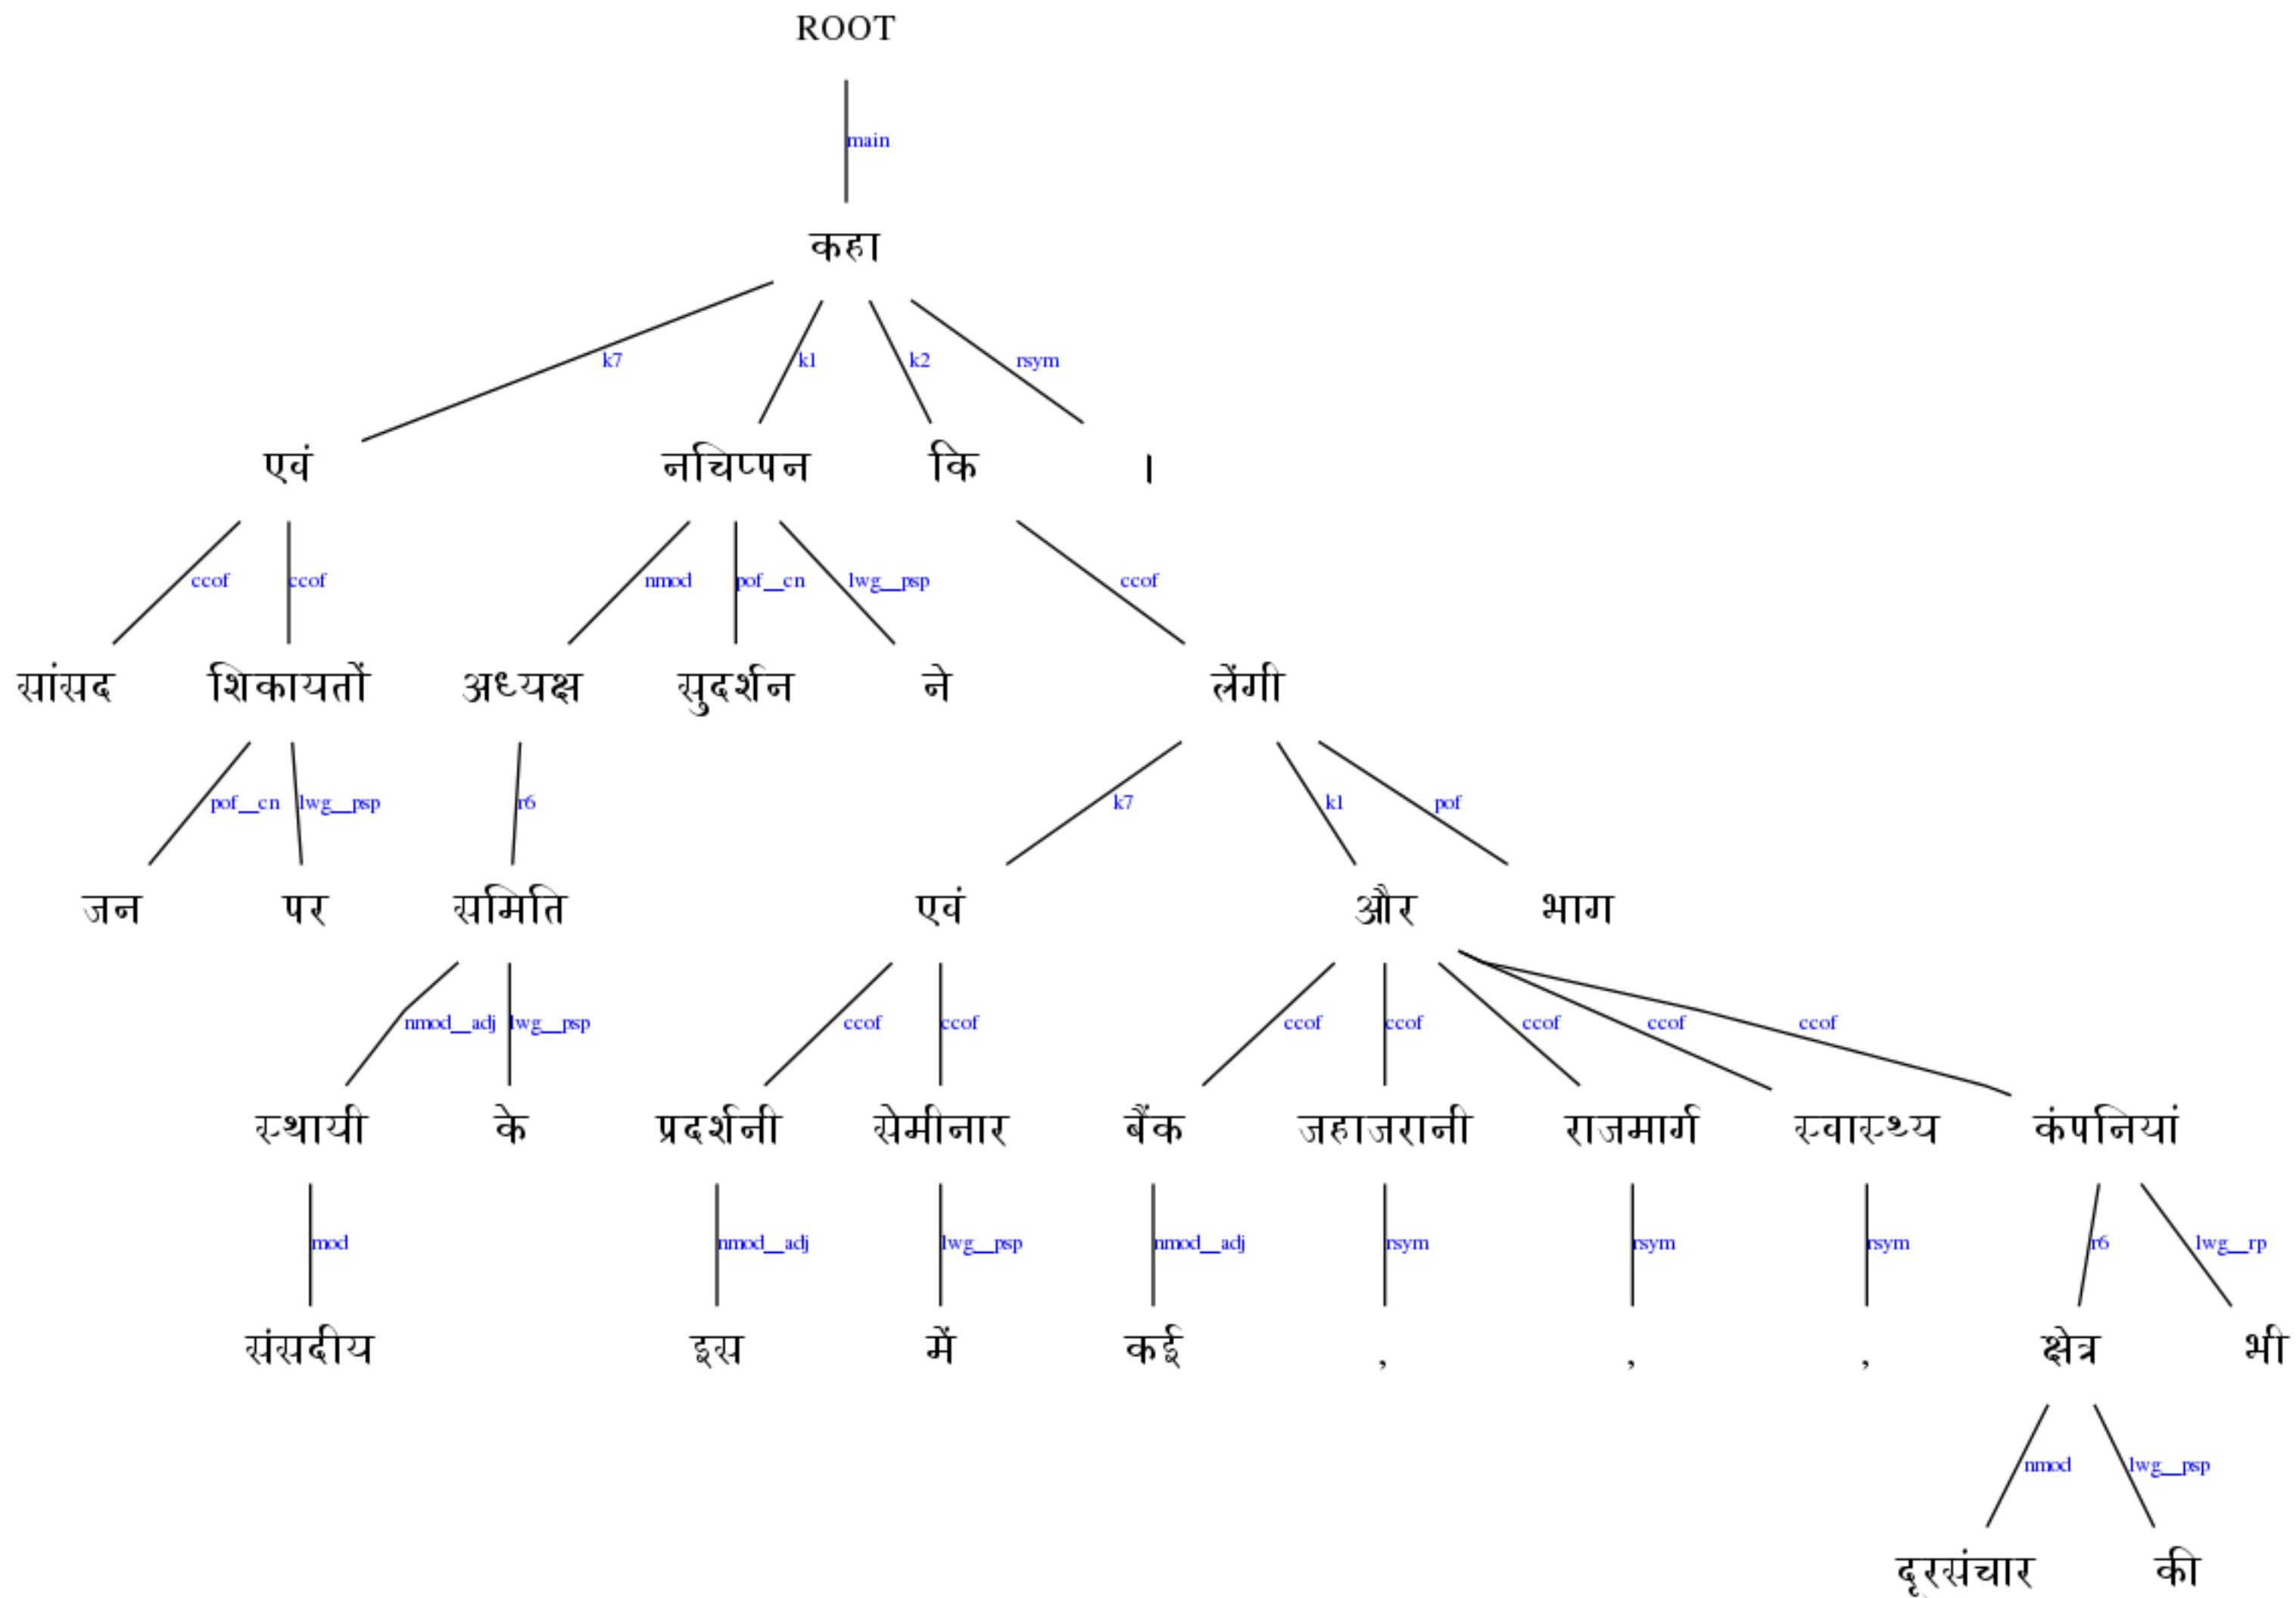 ROOT
main
कहा
k7 k1 k2 rsym
एवं नचिप्पन कि ।
ccof ccof nmod pof__cn lwg__psp ccof
सांसद शिकायतों अध्यक्ष सुदर्शन ने लेंगी
pof__cn lwg__psp r6 k7 k1 pof
जन पर समिति एवं और भाग
nmod__adj lwg__psp ccof ccof ccof ccof ccof ccof ccof
स्थायी के प्रदर्शनी सेमीनार बैंक जहाजरानी राजमार्ग स्वास्थ्य कंपनियां
mod nmod__adj lwg__psp nmod__adj rsym rsym rsym r6 lwg__rp
संसदीय इस में कई , , , क्षेत्र भी
nmod lwg__psp
दूरसंचार की